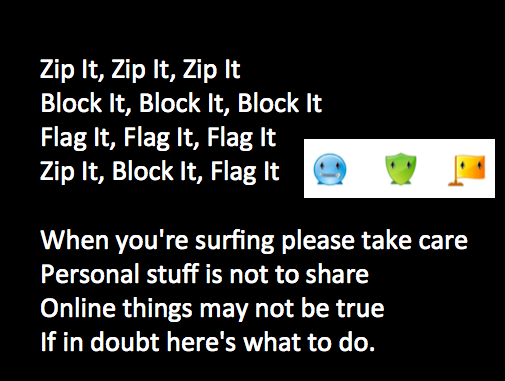 Zip It, Zip It, Zip It
Block It, Block It, Block It
Flag It, Flag It, Flag It
Zip It, Block It, Flag It
When you're surfing please take care
Personal stuff is not to share
Online things may not be true
If in doubt here's what to do.